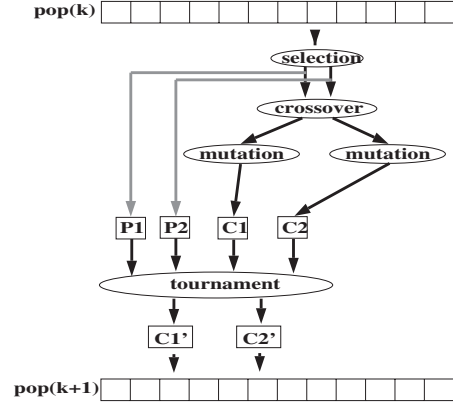 pop(k)
selection
crossover
mutation mutation
P1 P2 C1 C2
tournament
C1' C2'
pop(k+1)